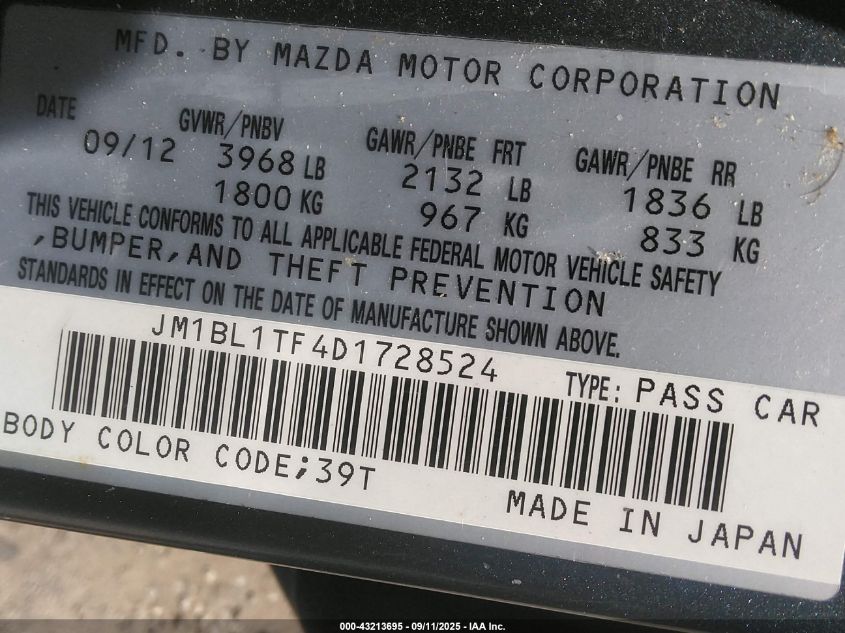 MFD. BY MAZDA MOTOR CORPORATION
DATE GVWR/PNBV GAWR/PNBE FRT GAWR/PNBE RR
09/12 3968 LB 2132 LB 1836 LB
1800 KG 967 KG 833 KG
THIS VEHICLE CONFORMS TO ALL APPLICABLE FEDERAL MOTOR VEHICLE SAFETY
,BUMPER,AND THEFT PREVENTION
STANDARDS IN EFFECT ON THE DATE OF MANUFACTURE SHOWN ABOVE.
JM1BL1TF4D1728524 TYPE: PASS CAR
BODY COLOR CODE;39T
MADE IN JAPAN
000-43213695 - 09/11/2025 - IAA Inc.